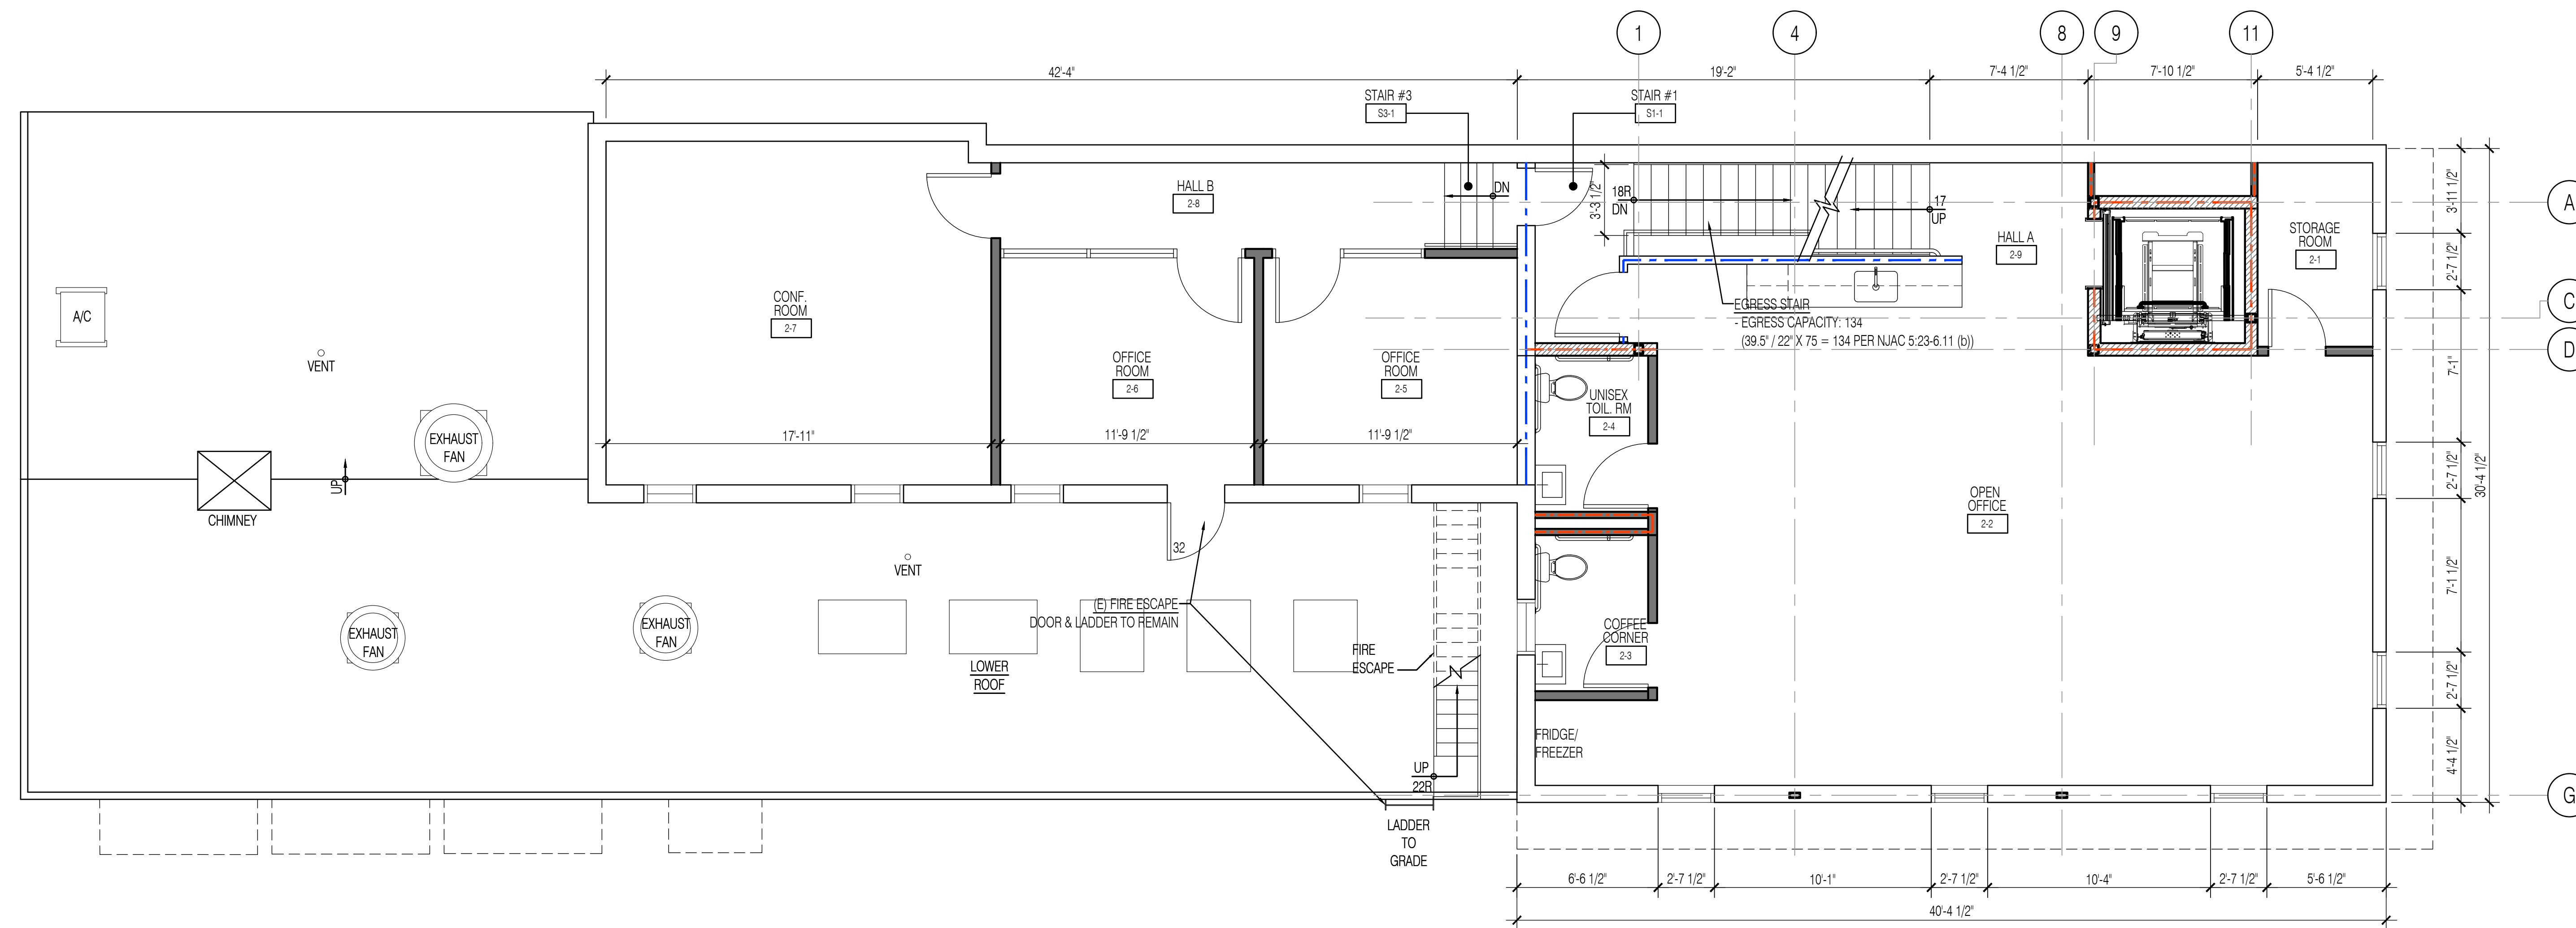 1
4
8
9
11
42'-4"
19'-2"
7'-4 1/2"
7'-10 1/2"
5'-4 1/2"
STAIR #3
S3-1
STAIR #1
S1-1
HALL B
2-8
DN
3'-3 1/2"
18R
DN
17
UP
HALL A
2-9
STORAGE
ROOM
2-1
3'-11 1/2"
2'-7 1/2"
7'-1"
2'-7 1/2"
7'-1 1/2"
2'-7 1/2"
4'-4 1/2"
30'-4 1/2"
A
C
D
G
A/C
VENT
EXHAUST
FAN
CONF.
ROOM
2-7
OFFICE
ROOM
2-6
OFFICE
ROOM
2-5
EGRESS STAIR
- EGRESS CAPACITY: 134
(39.5" / 22" X 75 = 134 PER NJAC 5:23-6.11 (b))
UNISEX
TOIL. RM
2-4
17'-11"
11'-9 1/2"
11'-9 1/2"
UP
CHIMNEY
OPEN
OFFICE
2-2
32
VENT
(E) FIRE ESCAPE
DOOR & LADDER TO REMAIN
EXHAUST
FAN
EXHAUST
FAN
LOWER
ROOF
FIRE
ESCAPE
COFFEE
CORNER
2-3
FRIDGE/
FREEZER
UP
22R
LADDER
TO
GRADE
6'-6 1/2"
2'-7 1/2"
10'-1"
2'-7 1/2"
10'-4"
2'-7 1/2"
5'-6 1/2"
40'-4 1/2"